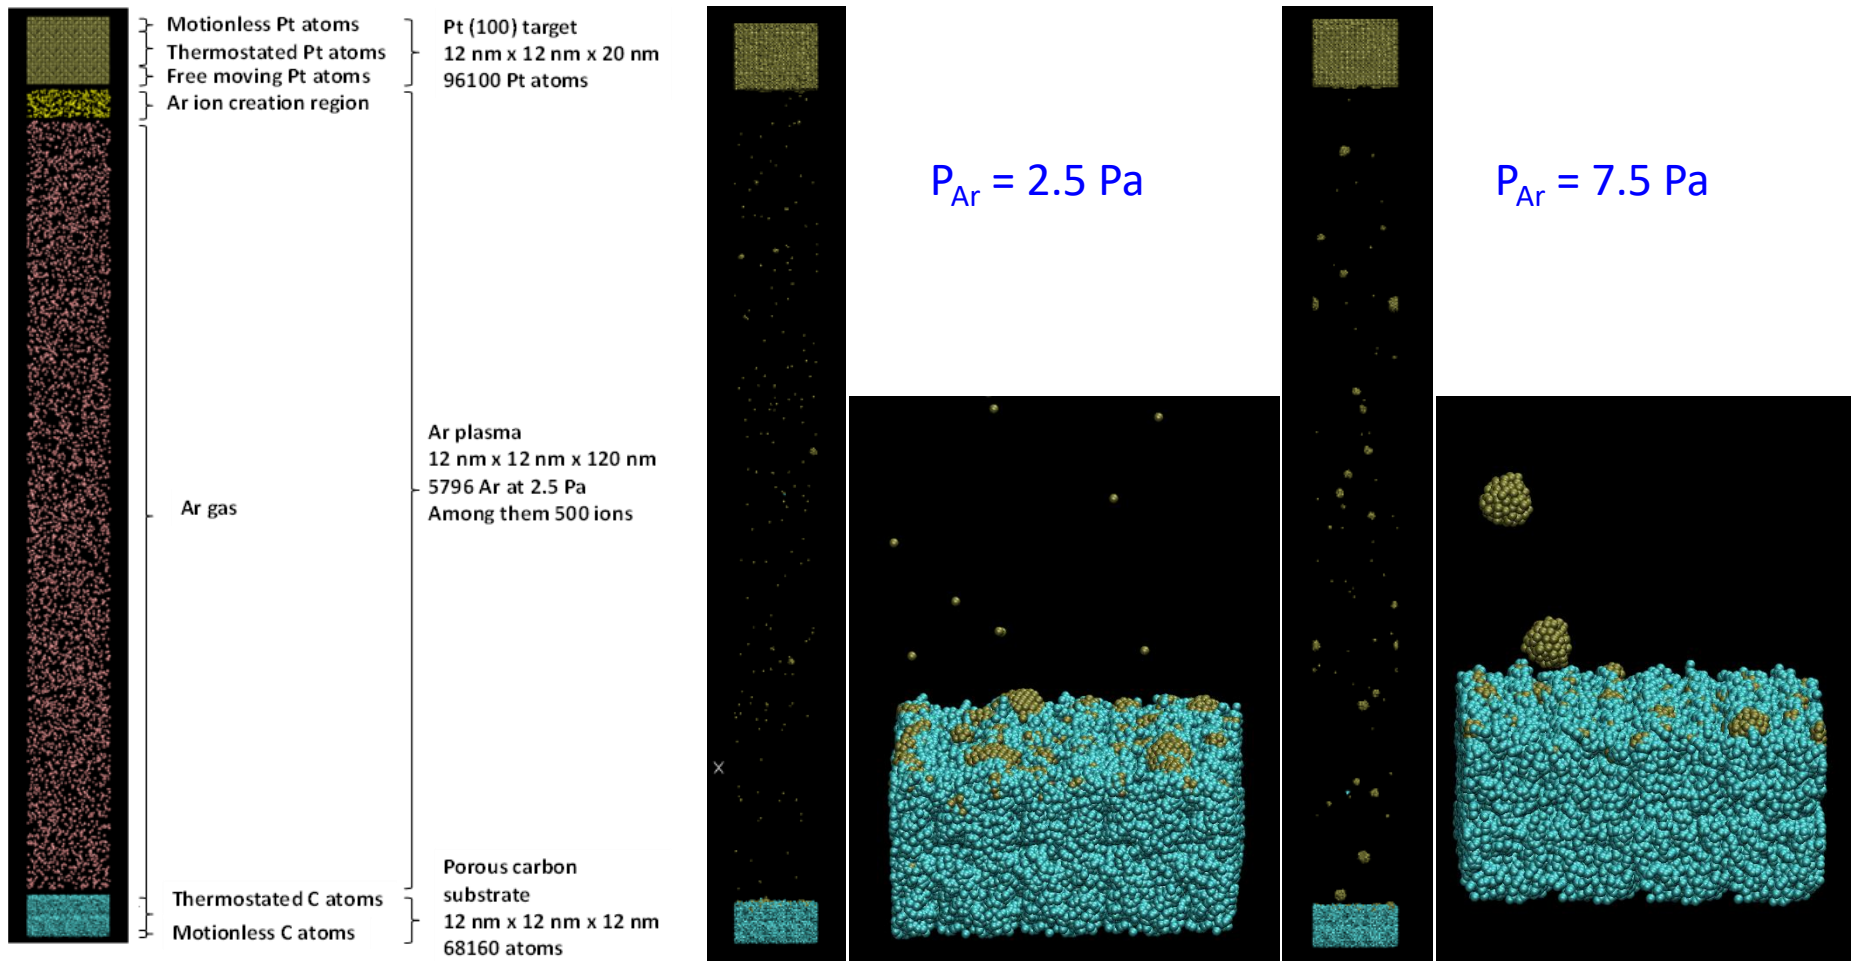 Motionless Pt atoms
Thermostated Pt atoms
Free moving Pt atoms
Ar ion creation region
Pt (100) target
12 nm x 12 nm x 20 nm
96100 Pt atoms
Ar gas
Ar plasma
12 nm x 12 nm x 120 nm
5796 Ar at 2.5 Pa
Among them 500 ions
Thermostated C atoms
Motionless C atoms
Porous carbon
substrate
12 nm x 12 nm x 12 nm
68160 atoms
X
P_Ar = 2.5 Pa
P_Ar = 7.5 Pa